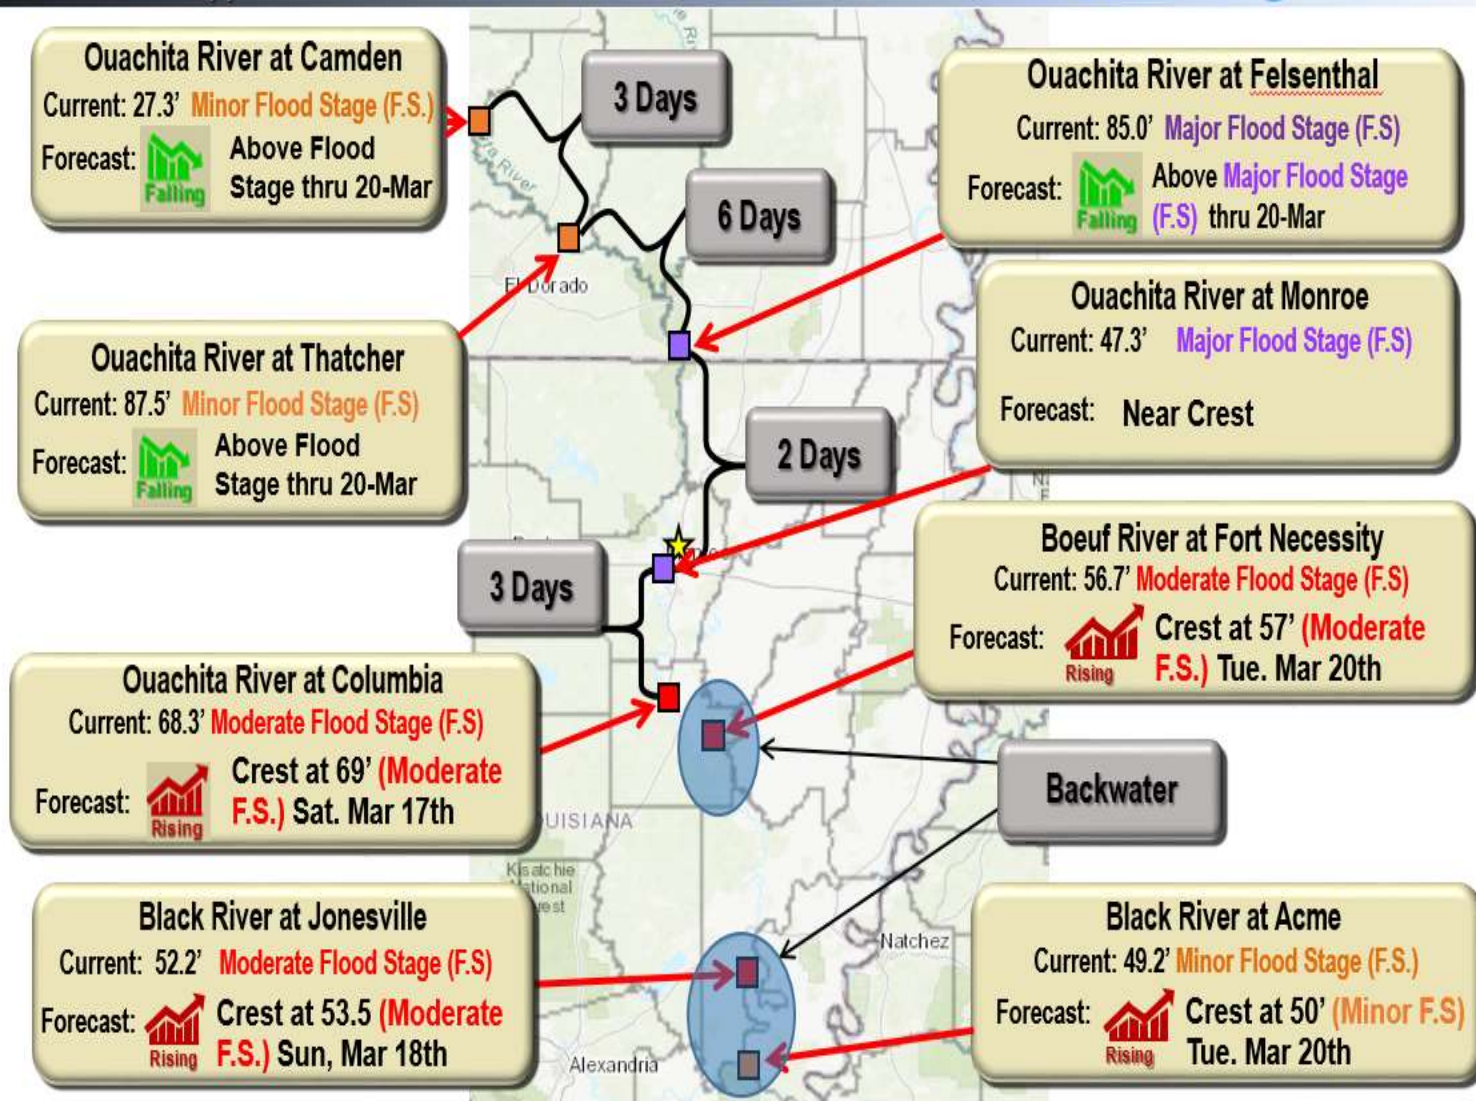 Ouachita River at Camden
Current: 27.3' Minor Flood Stage (F.S.)
Forecast:
Falling
Above Flood
Stage thru 20-Mar
3 Days
Ouachita River at Felsenthal
Current: 85.0' Major Flood Stage (F.S)
Forecast:
Falling
Above Major Flood Stage
(F.S) thru 20-Mar
6 Days
El Dorado
Ouachita River at Monroe
Current: 47.3' Major Flood Stage (F.S)
Forecast: Near Crest
Ouachita River at Thatcher
Current: 87.5' Minor Flood Stage (F.S)
Forecast:
Falling
Above Flood
Stage thru 20-Mar
2 Days
Boeuf River at Fort Necessity
Current: 56.7' Moderate Flood Stage (F.S)
Forecast:
Rising
Crest at 57' (Moderate
F.S.) Tue. Mar 20th
3 Days
Ouachita River at Columbia
Current: 68.3' Moderate Flood Stage (F.S)
Forecast:
Rising
Crest at 69' (Moderate
F.S.) Sat. Mar 17th
Backwater
UISIANA
Kisatchie
National
Black River at Jonesville
Current: 52.2' Moderate Flood Stage (F.S)
Forecast:
Rising
Crest at 53.5 (Moderate
F.S.) Sun, Mar 18th
Natchez
Black River at Acme
Current: 49.2' Minor Flood Stage (F.S.)
Forecast:
Rising
Crest at 50' (Minor F.S)
Tue. Mar 20th
Alexandria